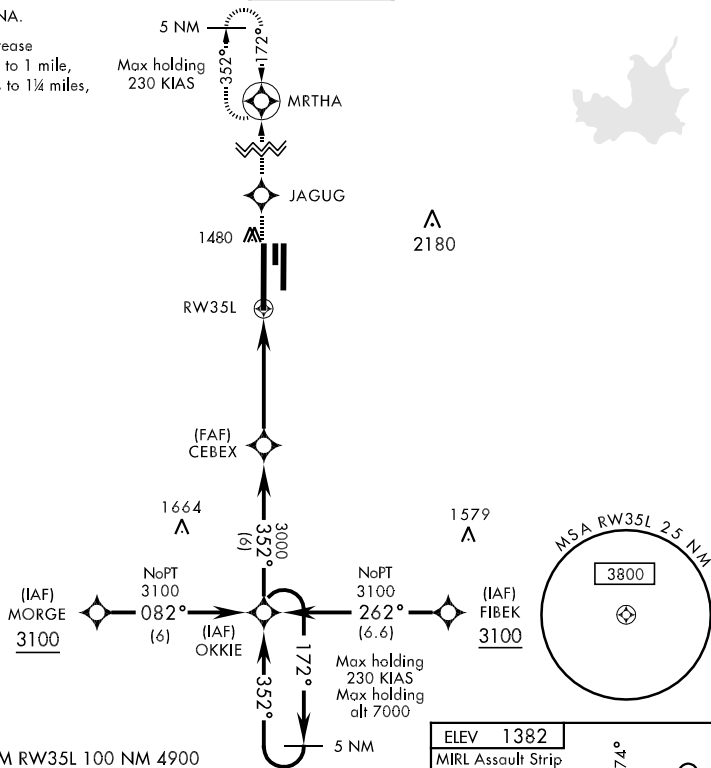 NA.
rease
to 1 mile,
s to 1¼ miles,
5 NM
352°
172°
Max holding
230 KIAS
MRTHA
JAGUG
1480
2180
RW35L
(FAF)
CEBEX
1664
1579
3000
352°
(6)
MSA RW35L 25 NM
3800
(IAF)
MORGE
3100
NoPT
3100
082°
(6)
(IAF)
OKKIE
NoPT
3100
262°
(6.6)
(IAF)
FIBEK
3100
172°
352°
Max holding
230 KIAS
Max holding
alt 7000
5 NM
M RW35L 100 NM 4900
ELEV 1382
MIRL Assault Strip
74°